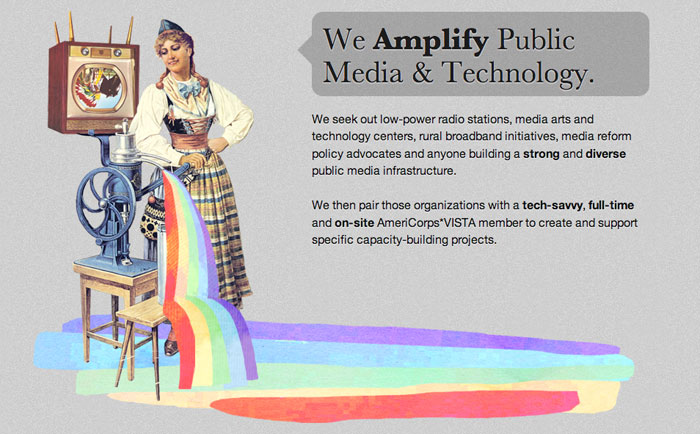 We Amplify Public
Media & Technology.
We seek out low-power radio stations, media arts and
technology centers, rural broadband initiatives, media reform
policy advocates and anyone building a strong and diverse
public media infrastructure.
We then pair those organizations with a tech-savvy, full-time
and on-site AmeriCorps*VISTA member to create and support
specific capacity-building projects.